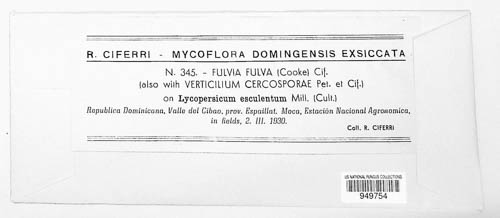 R. CIFERRI - MYCOFLORA DOMINGENSIS EXSICCATA
N. 345. - FULVIA FULVA (Cooke) Cif.
(also with VERTICILIUM CERCOSPORAE Pet. et Cif.)
on Lycopersicum esculentum Mill. (Cult.)
Republica Dominicana, Valle del Cibao, prov. Espaillat. Moca, Estación Nacional Agronomica,
in fields, 2. III. 1930.
Coll. R. CIFERRI
US NATIONAL FUNGUS COLLECTIONS
949754